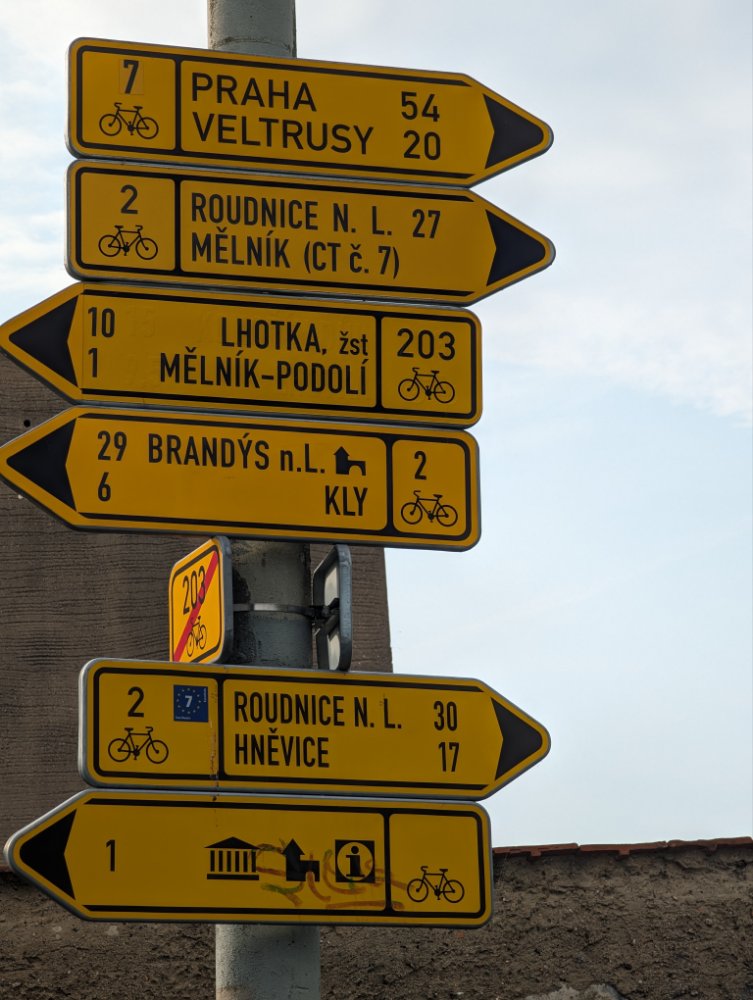 7 PRAHA 54
VELTRUSY 20
2 ROUDNICE N. L. 27
MĚLNÍK (CT č. 7)
10 LHOTKA, žst 203
1 MĚLNÍK–PODOLÍ
29 BRANDÝS n.L. 2
6 KLY
203
2 7 ROUDNICE N. L. 30
HNĚVICE 17
1 i